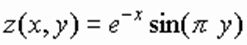 z(x, y) = e⁻ˣ sin(π y)